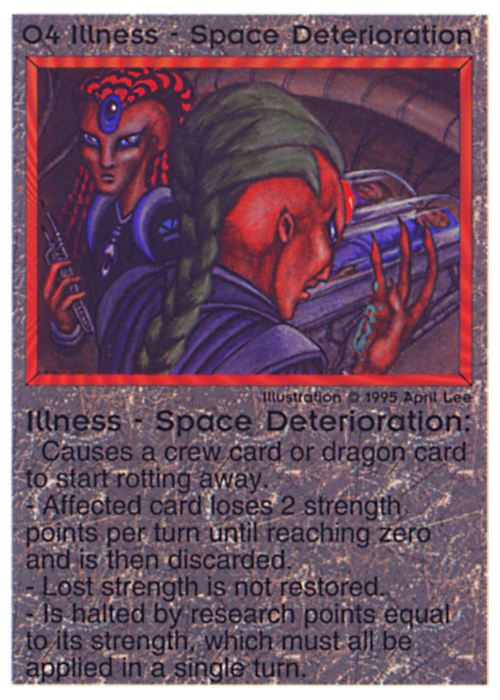 04 Illness - Space Deterioration
Illustration © 1995 April Lee
Illness - Space Deterioration:
Causes a crew card or dragon card
to start rotting away.
- Affected card loses 2 strength
points per turn until reaching zero
and is then discarded.
- Lost strength is not restored.
- Is halted by research points equal
to its strength, which must all be
applied in a single turn.